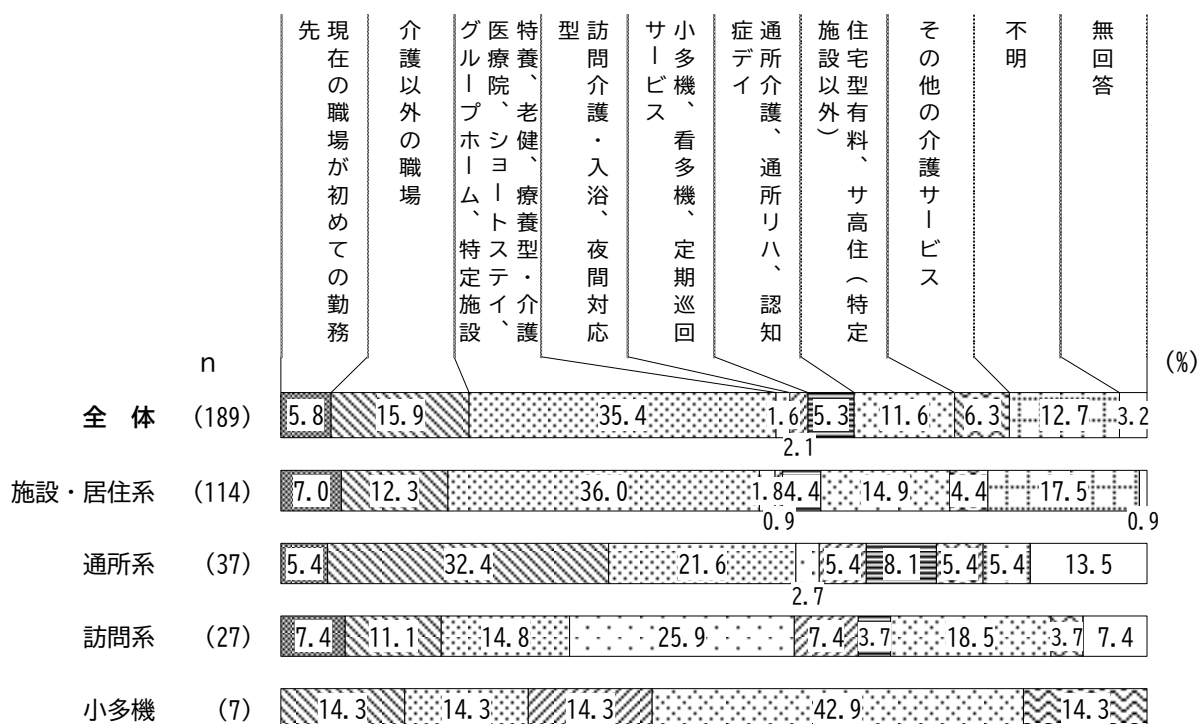 現在の職場が初めての勤務
先
介護以外の職場
特養、老健、療養型・介護
医療院、ショートステイ、
グループホーム、特定施設
訪問介護・入浴、夜間対応
型
小多機、看多機、定期巡回
サービス
通所介護、通所リハ、認知
症デイ
住宅型有料、サ高住（特定
施設以外）
その他の介護サービス
不明
無回答
n
(%)
全 体 (189) 5.8 15.9 35.4 1.6 5.3 11.6 6.3 12.7 3.2
2.1
施設・居住系 (114) 7.0 12.3 36.0 1.8 4.4 14.9 4.4 17.5
0.9 0.9
通所系 (37) 5.4 32.4 21.6 5.4 8.1 5.4 5.4 13.5
2.7
訪問系 (27) 7.4 11.1 14.8 25.9 7.4 3.7 18.5 3.7 7.4
小多機 (7) 14.3 14.3 14.3 42.9 14.3